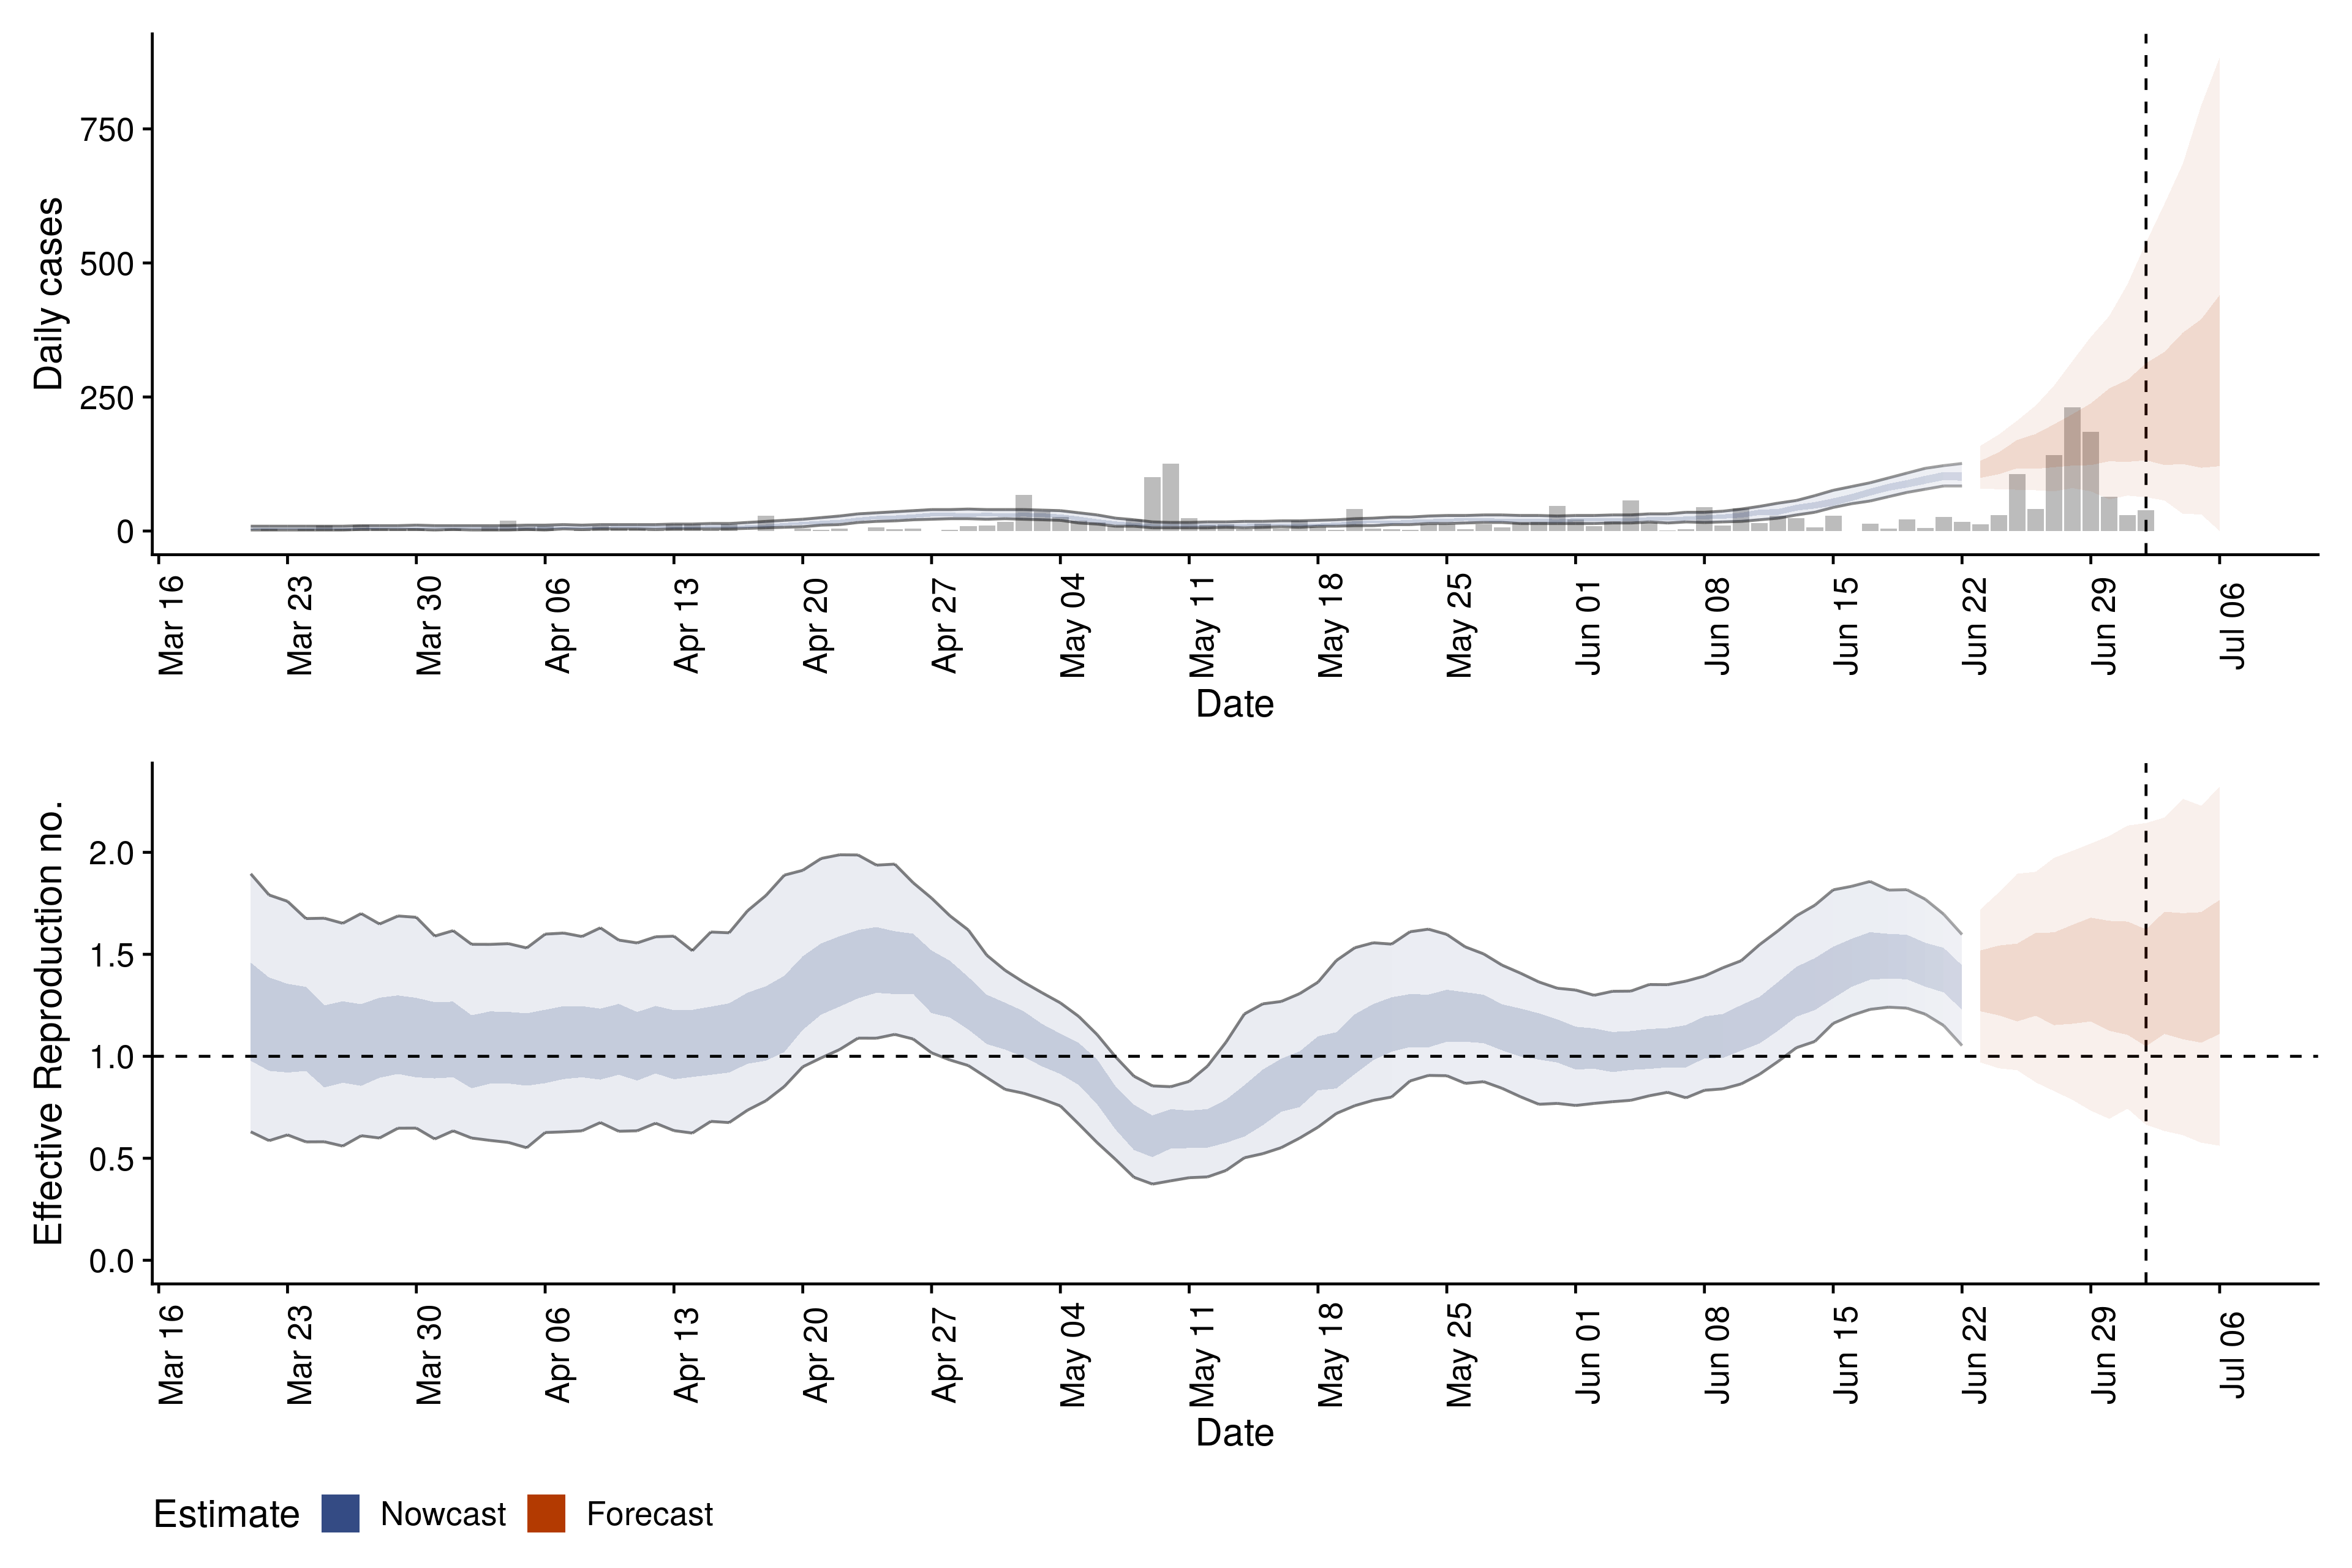 Daily cases
750
500
250
0
Mar 16
Mar 23
Mar 30
Apr 06
Apr 13
Apr 20
Apr 27
May 04
May 11
May 18
May 25
Jun 01
Jun 08
Jun 15
Jun 22
Jun 29
Jul 06
Date
Effective Reproduction no.
2.0
1.5
1.0
0.5
0.0
Mar 16
Mar 23
Mar 30
Apr 06
Apr 13
Apr 20
Apr 27
May 04
May 11
May 18
May 25
Jun 01
Jun 08
Jun 15
Jun 22
Jun 29
Jul 06
Date
Estimate Nowcast Forecast